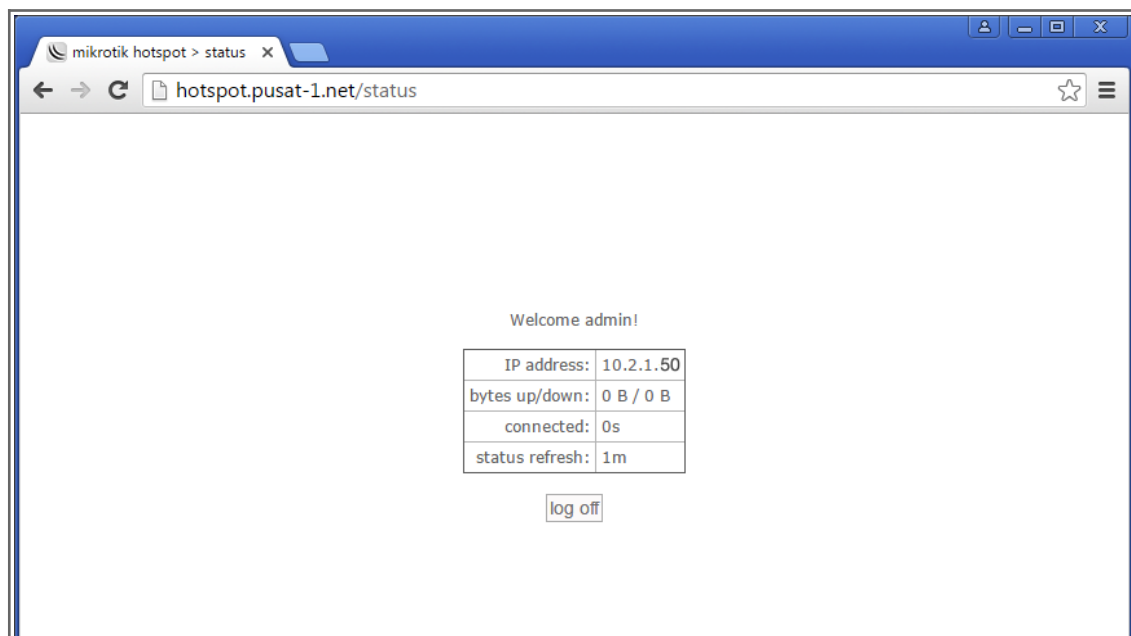 mikrotik hotspot > status
hotspot.pusat-1.net/status
Welcome admin!
IP address: 10.2.1.50
bytes up/down: 0 B / 0 B
connected: 0s
status refresh: 1m
log off